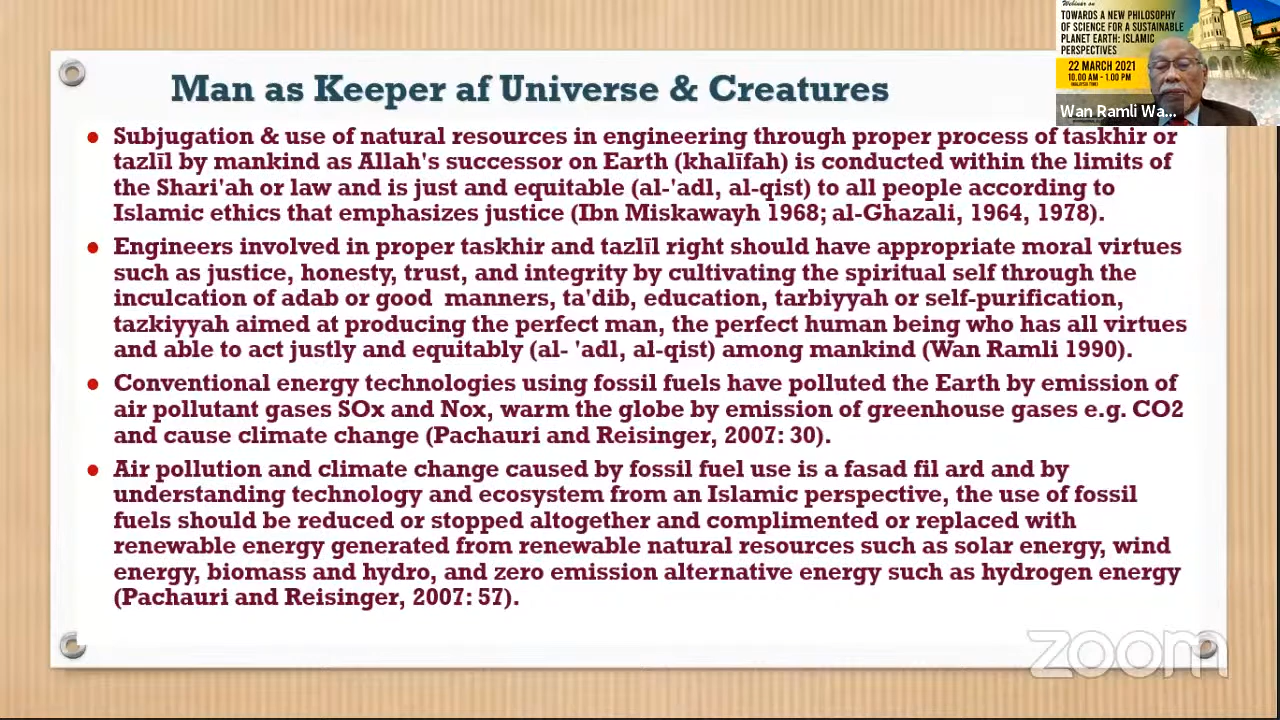 Webinar on
TOWARDS A NEW PHILOSOPHY
OF SCIENCE FOR A SUSTAINABLE
PLANET EARTH: ISLAMIC
PERSPECTIVES
22 MARCH 2021
10.00 AM - 1.00 PM
(MALAYSIA TIME)
Wan Ramli Wa...
Man as Keeper af Universe & Creatures
• Subjugation & use of natural resources in engineering through proper process of taskhir or
tazlīl by mankind as Allah's successor on Earth (khalīfah) is conducted within the limits of
the Shari'ah or law and is just and equitable (al-'adl, al-qist) to all people according to
Islamic ethics that emphasizes justice (Ibn Miskawayh 1968; al-Ghazali, 1964, 1978).
• Engineers involved in proper taskhir and tazlīl right should have appropriate moral virtues
such as justice, honesty, trust, and integrity by cultivating the spiritual self through the
inculcation of adab or good manners, ta'dib, education, tarbiyyah or self-purification,
tazkiyyah aimed at producing the perfect man, the perfect human being who has all virtues
and able to act justly and equitably (al- 'adl, al-qist) among mankind (Wan Ramli 1990).
• Conventional energy technologies using fossil fuels have polluted the Earth by emission of
air pollutant gases SOx and Nox, warm the globe by emission of greenhouse gases e.g. CO2
and cause climate change (Pachauri and Reisinger, 2007: 30).
• Air pollution and climate change caused by fossil fuel use is a fasad fil ard and by
understanding technology and ecosystem from an Islamic perspective, the use of fossil
fuels should be reduced or stopped altogether and complimented or replaced with
renewable energy generated from renewable natural resources such as solar energy, wind
energy, biomass and hydro, and zero emission alternative energy such as hydrogen energy
(Pachauri and Reisinger, 2007: 57).
zoom